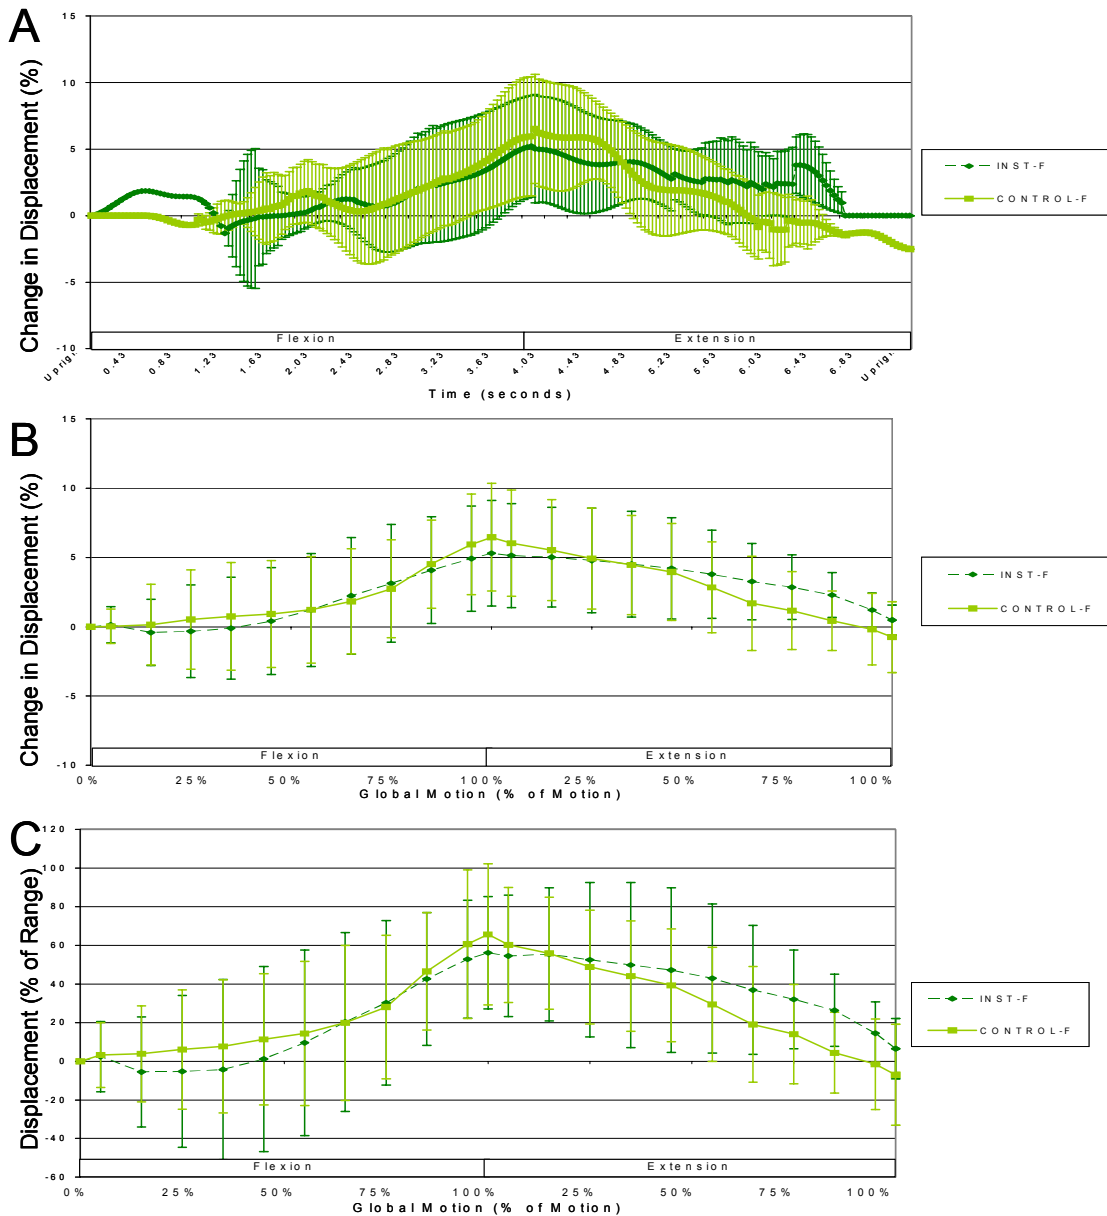 A
Change in Displacement (%)
15
10
5
0
-5
-10
Flexion
Extension
Uprig.
0.43
0.83
1.23
1.63
2.03
2.43
2.83
3.23
3.63
4.03
4.43
4.83
5.23
5.63
6.03
6.43
6.83
Uprig.
Time (seconds)
INST-F
CONTROL-F
B
Change in Displacement (%)
15
10
5
0
-5
-10
Flexion
Extension
0%
25%
50%
75%
100%
25%
50%
75%
100%
Global Motion (% of Motion)
INST-F
CONTROL-F
C
Displacement (% of Range)
120
100
80
60
40
20
0
-20
-40
-60
Flexion
Extension
0%
25%
50%
75%
100%
25%
50%
75%
100%
Global Motion (% of Motion)
INST-F
CONTROL-F